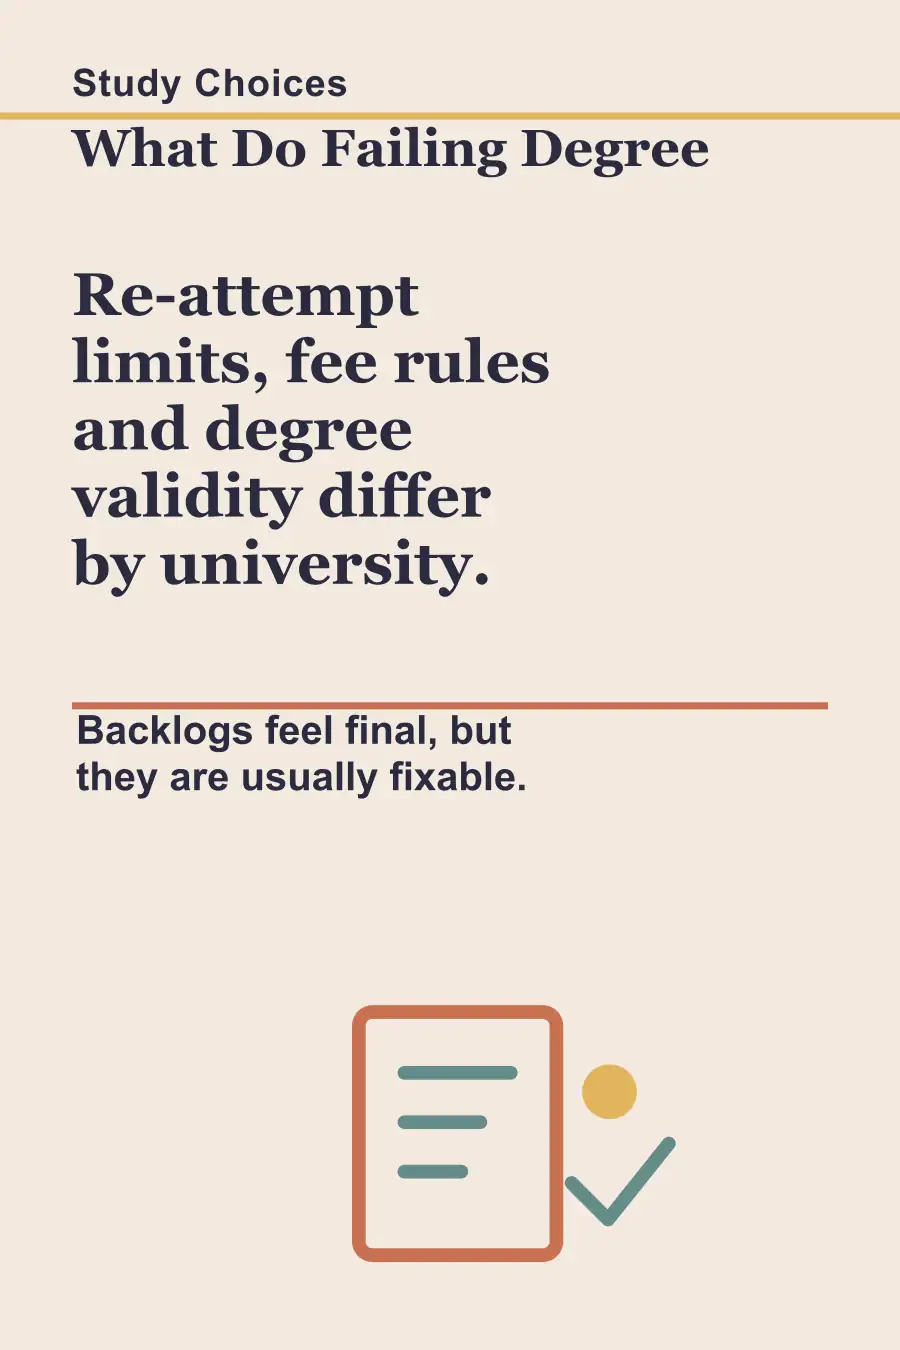 Study Choices
What Do Failing Degree
Re-attempt
limits, fee rules
and degree
validity differ
by university.
Backlogs feel final, but
they are usually fixable.